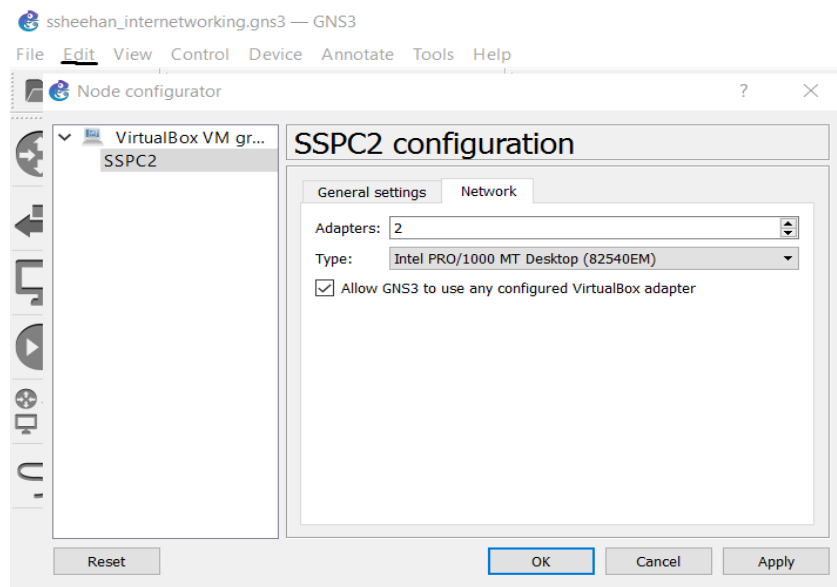 ssheehan_internetworking.gns3 — GNS3
File Edit View Control Device Annotate Tools Help
Node configurator ?
VirtualBox VM gr...
SSPC2
SSPC2 configuration
General settings Network
Adapters: 2
Type: Intel PRO/1000 MT Desktop (82540EM)
Allow GNS3 to use any configured VirtualBox adapter
Reset OK Cancel Apply